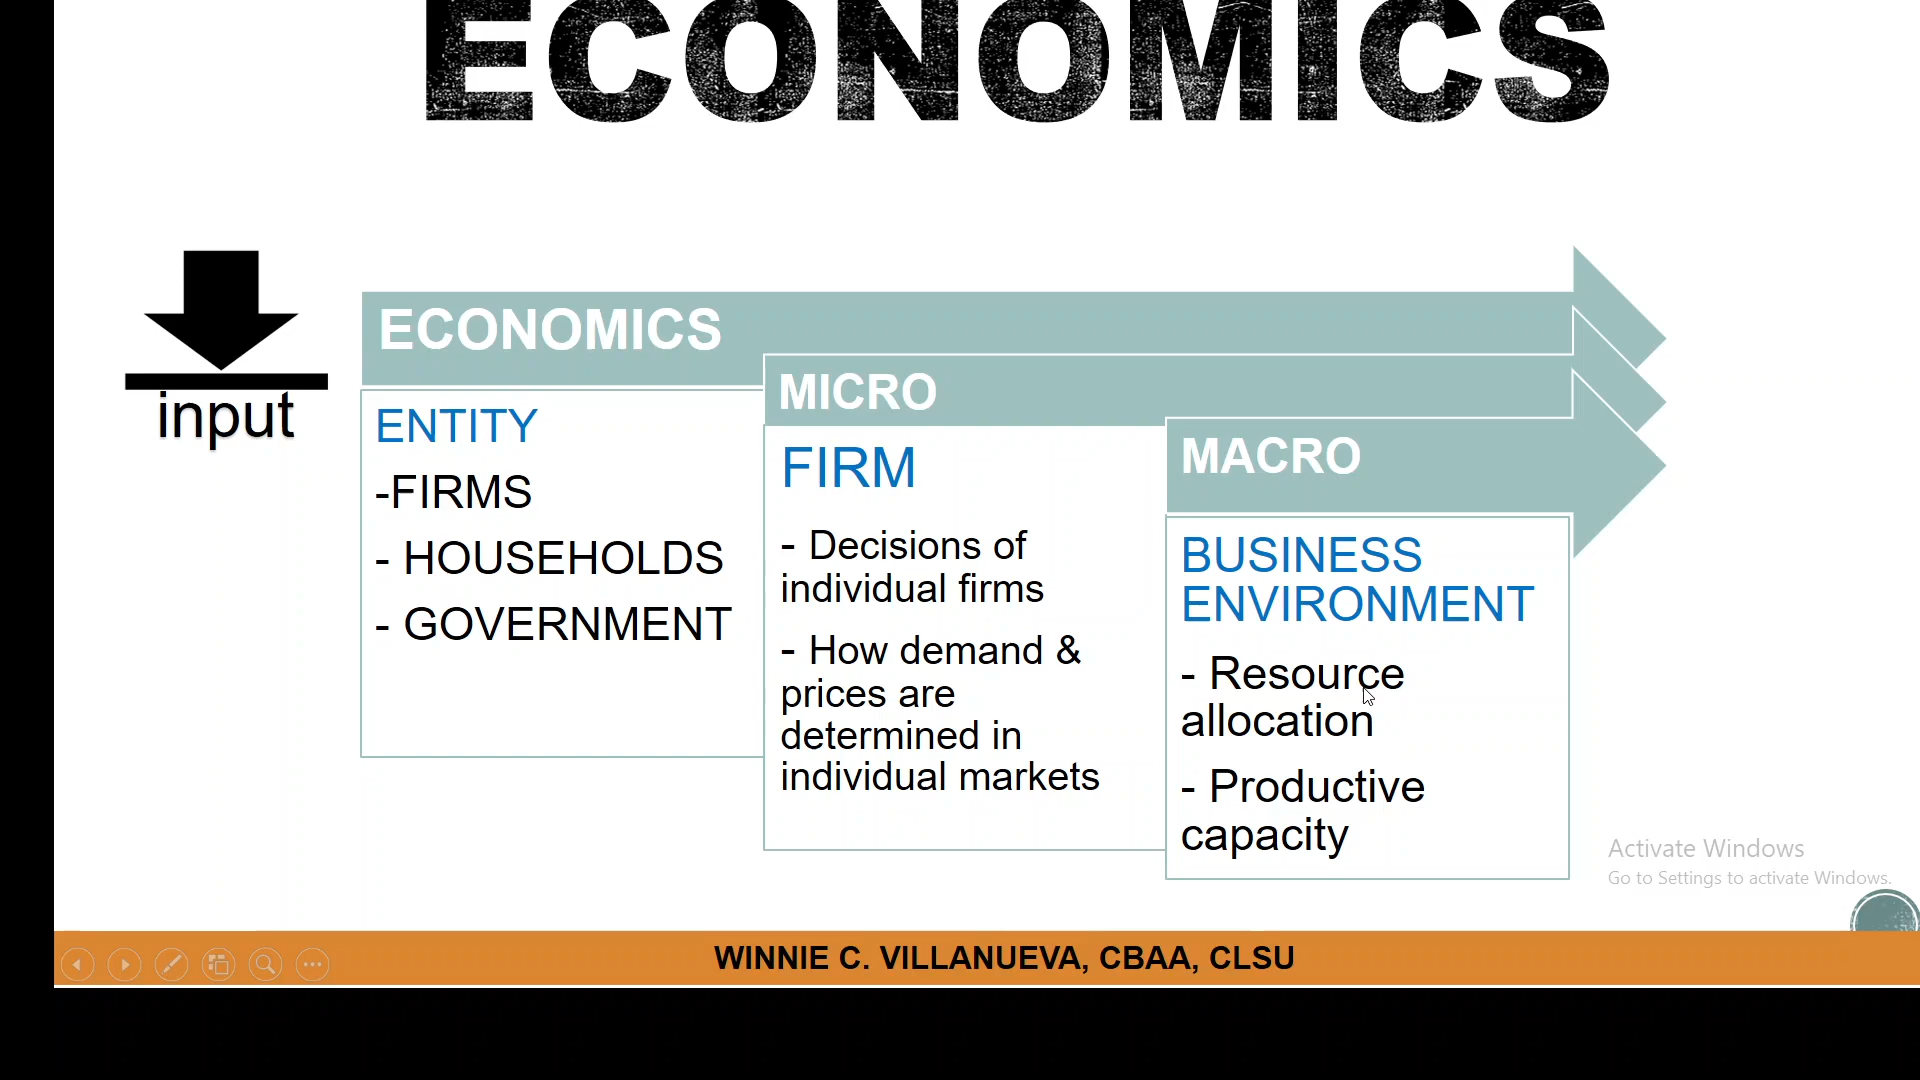 ECONOMICS
input
ECONOMICS
ENTITY
-FIRMS
- HOUSEHOLDS
- GOVERNMENT
MICRO
FIRM
- Decisions of
individual firms
- How demand &
prices are
determined in
individual markets
MACRO
BUSINESS
ENVIRONMENT
- Resource
allocation
- Productive
capacity
Activate Windows
Go to Settings to activate Windows.
WINNIE C. VILLANUEVA, CBAA, CLSU